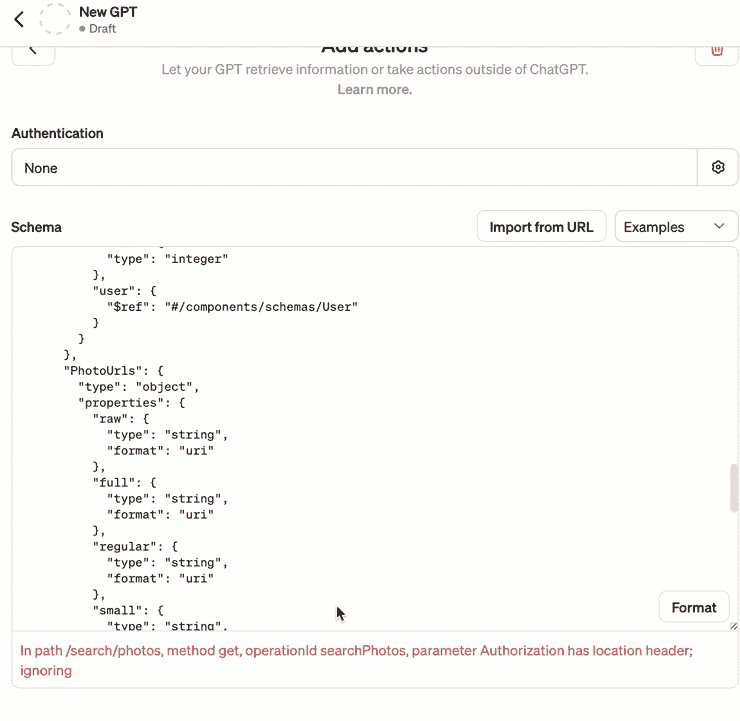 New GPT
Draft
Add actions
Let your GPT retrieve information or take actions outside of ChatGPT.
Learn more.
Authentication
None
Schema
Import from URL
Examples
"type": "integer"
},
"user": {
"$ref": "#/components/schemas/User"
}
}
},
"PhotoUrls": {
"type": "object",
"properties": {
"raw": {
"type": "string",
"format": "uri"
},
"full": {
"type": "string",
"format": "uri"
},
"regular": {
"type": "string",
"format": "uri"
},
"small": {
"type": "string",
Format
In path /search/photos, method get, operationId searchPhotos, parameter Authorization has location header;
ignoring